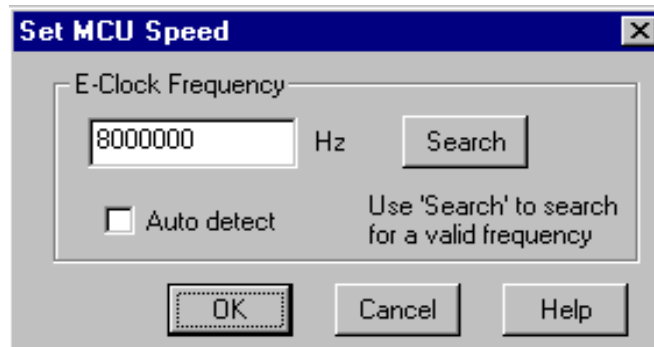 Set MCU Speed
E-Clock Frequency
8000000 Hz Search
Auto detect
Use 'Search' to search
for a valid frequency
OK Cancel Help